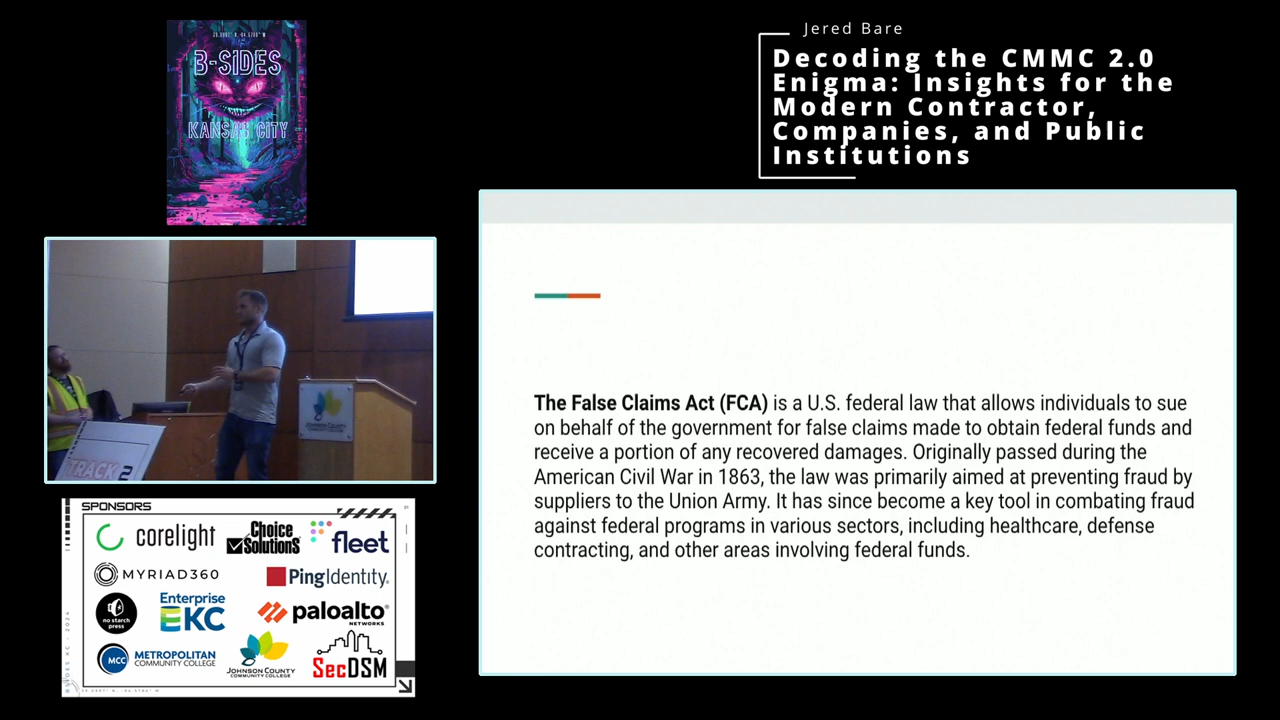 Jered Bare
Decoding the CMMC 2.0
Enigma: Insights for the
Modern Contractor,
Companies, and Public
Institutions
B-SIDES
KANSAS CITY
JOHNSON COUNTY
COMMUNITY COLLEGE
TRACK 2
The False Claims Act (FCA) is a U.S. federal law that allows individuals to sue
on behalf of the government for false claims made to obtain federal funds and
receive a portion of any recovered damages. Originally passed during the
American Civil War in 1863, the law was primarily aimed at preventing fraud by
suppliers to the Union Army. It has since become a key tool in combating fraud
against federal programs in various sectors, including healthcare, defense
contracting, and other areas involving federal funds.
SPONSORS
corelight
Choice
Solutions
fleet
MYRIAD360
PingIdentity
no starch
press
Enterprise
EKC
paloalto
NETWORKS
MCC
METROPOLITAN
COMMUNITY COLLEGE
JOHNSON COUNTY
COMMUNITY COLLEGE
SecDSM